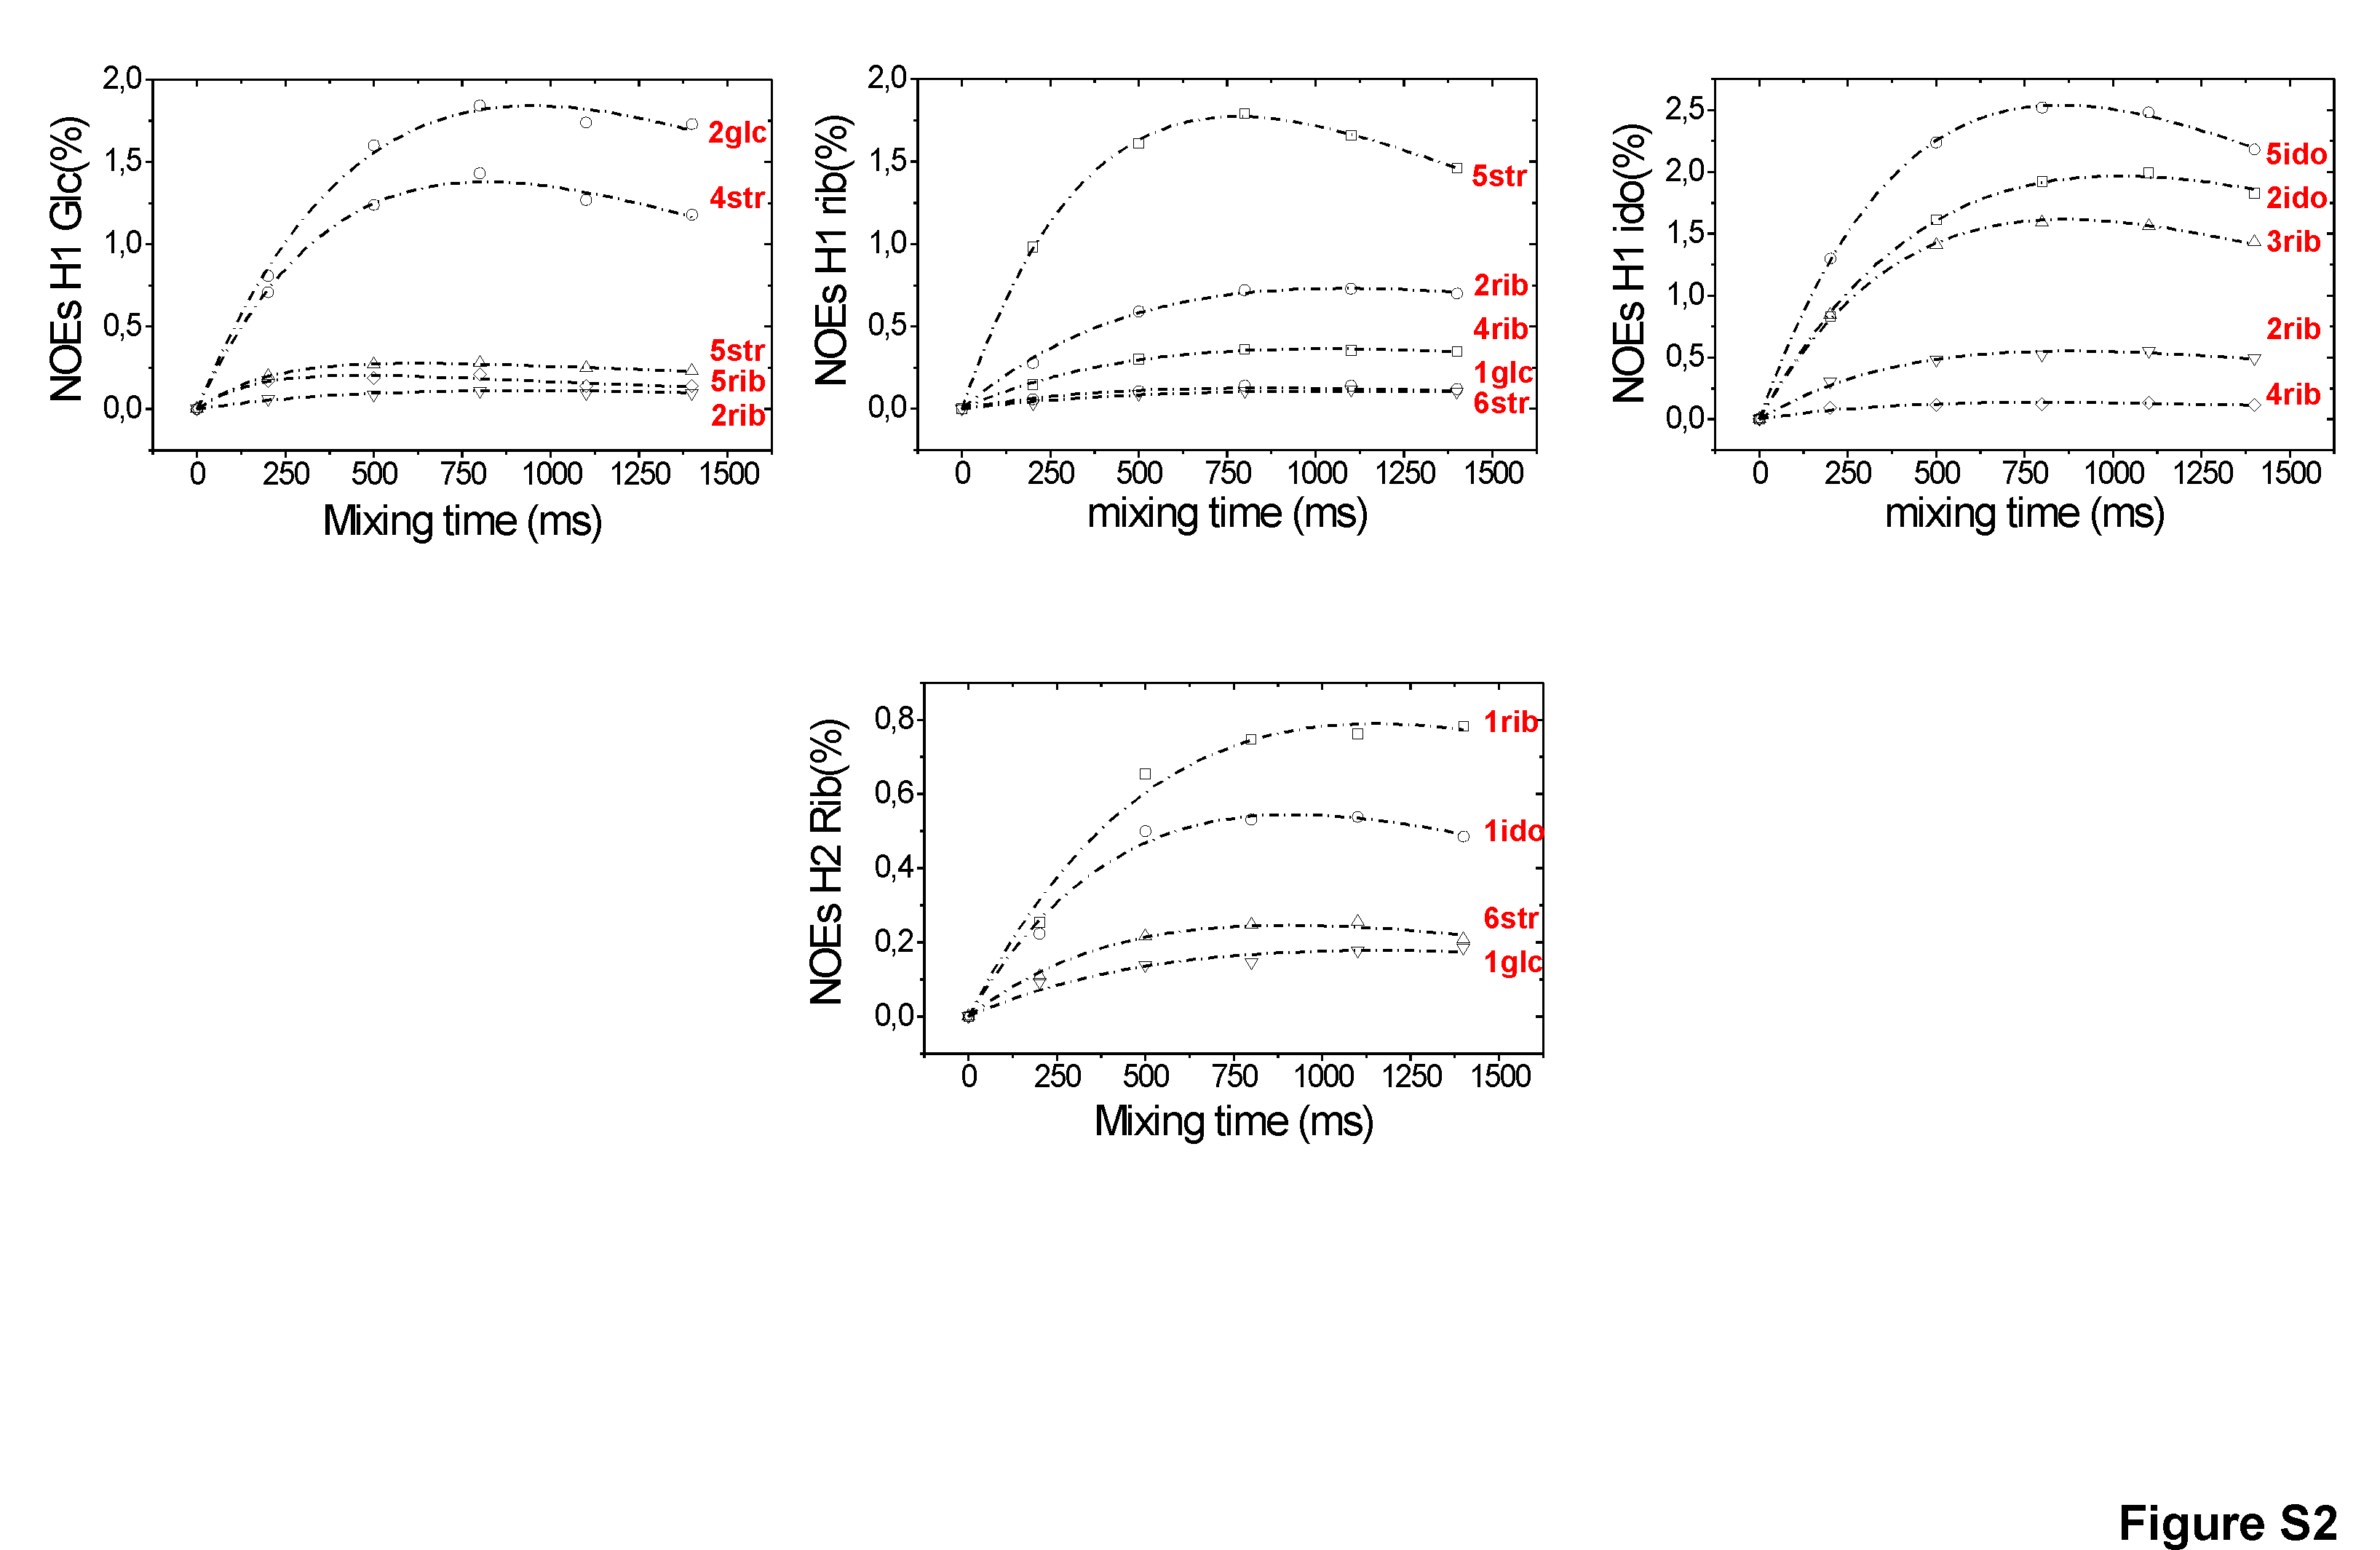 NOEs H1 Glc(%)
2,0
1,5
1,0
0,5
0,0
2glc
4str
5str
5rib
2rib
0 250 500 750 1000 1250 1500
Mixing time (ms)
NOEs H1 rib(%)
2,0
1,5
1,0
0,5
0,0
5str
2rib
4rib
1glc
6str
0 250 500 750 1000 1250 1500
mixing time (ms)
NOEs H1 ido(%)
2,5
2,0
1,5
1,0
0,5
0,0
5ido
2ido
3rib
2rib
4rib
0 250 500 750 1000 1250 1500
mixing time (ms)
NOEs H2 Rib(%)
0,8
0,6
0,4
0,2
0,0
1rib
1ido
6str
1glc
0 250 500 750 1000 1250 1500
Mixing time (ms)
Figure S2